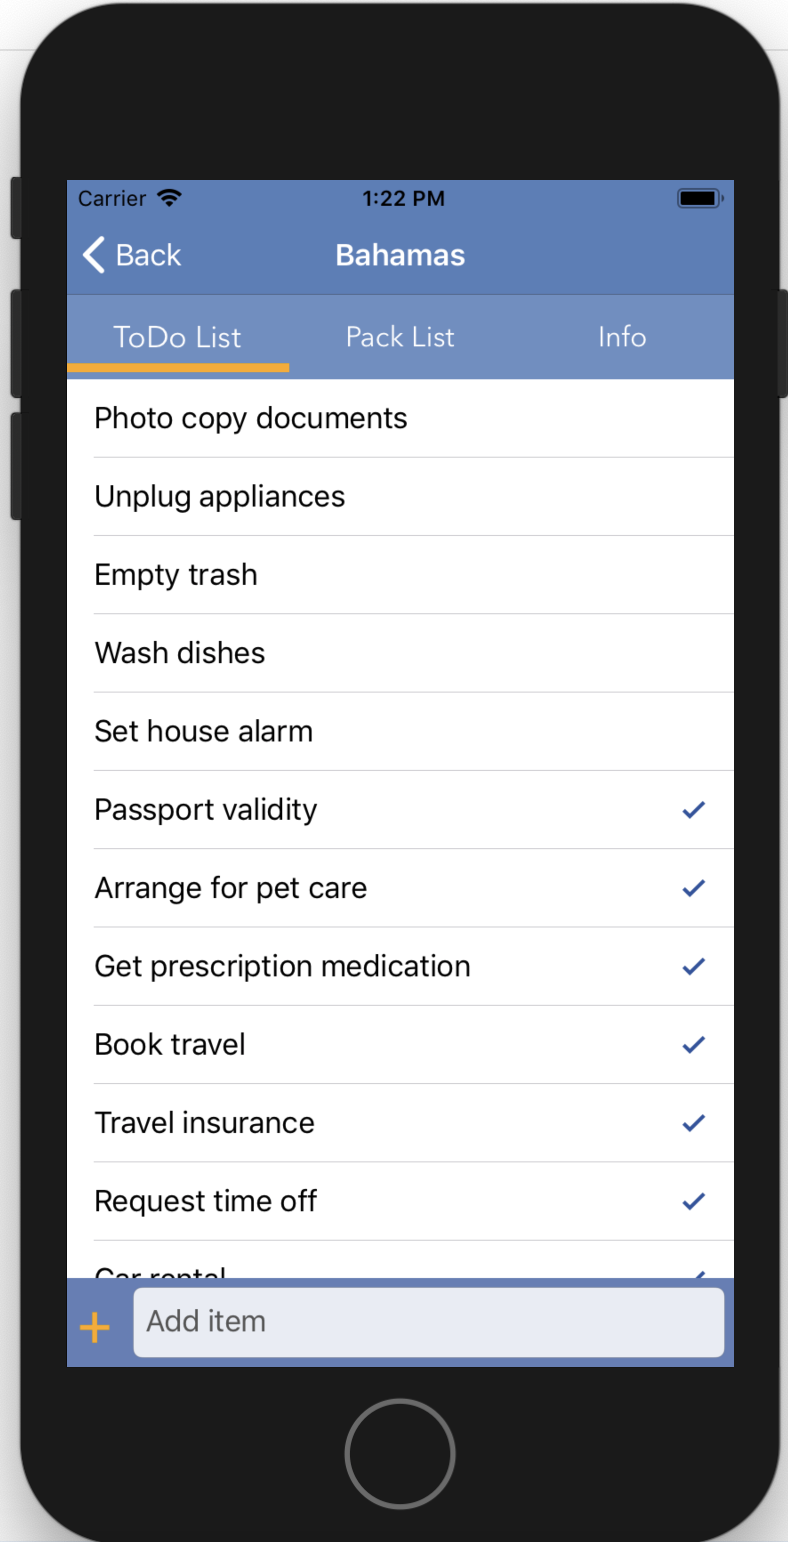 Carrier 1:22 PM
Back Bahamas
ToDo List Pack List Info
Photo copy documents
Unplug appliances
Empty trash
Wash dishes
Set house alarm
Passport validity
Arrange for pet care
Get prescription medication
Book travel
Travel insurance
Request time off
Car rental
+ Add item